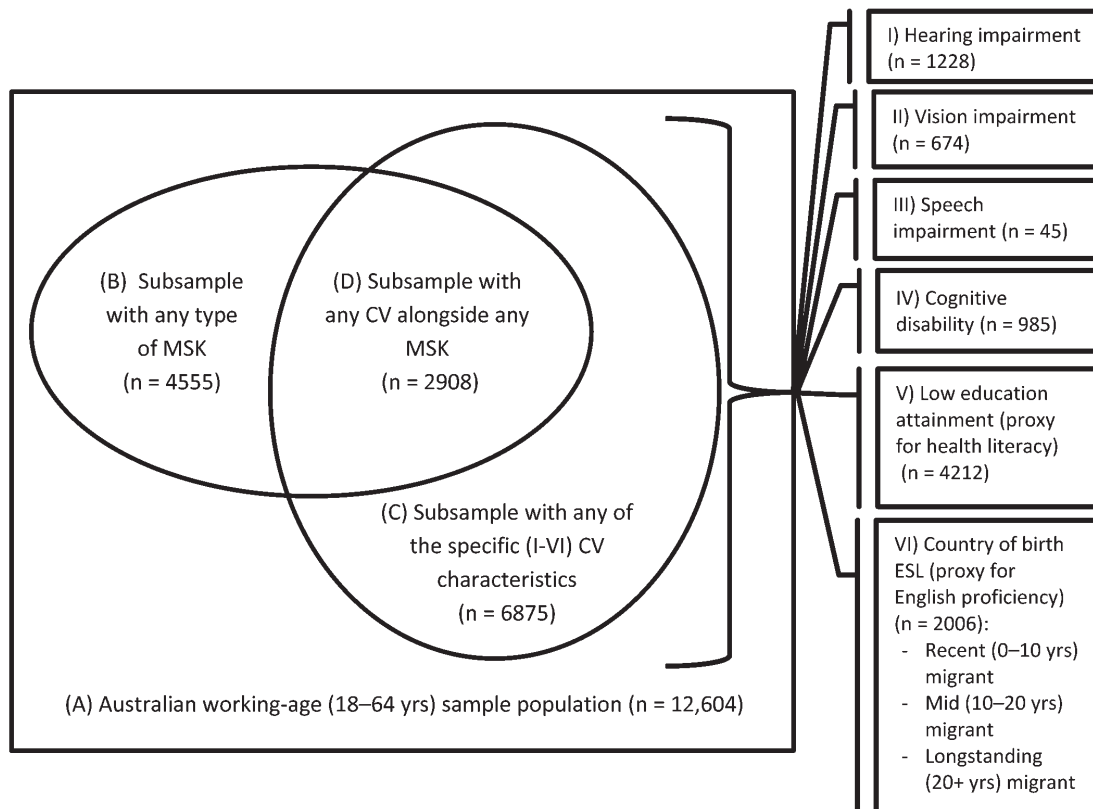 (B) Subsample
with any type
of MSK
(n = 4555)
(D) Subsample with
any CV alongside any
MSK
(n = 2908)
(C) Subsample with any of
the specific (I-VI) CV
characteristics
(n = 6875)
(A) Australian working-age (18–64 yrs) sample population (n = 12,604)
I) Hearing impairment
(n = 1228)
II) Vision impairment
(n = 674)
III) Speech
impairment (n = 45)
IV) Cognitive
disability (n = 985)
V) Low education
attainment (proxy
for health literacy)
(n = 4212)
VI) Country of birth
ESL (proxy for
English proficiency)
(n = 2006):
- Recent (0–10 yrs)
migrant
- Mid (10–20 yrs)
migrant
- Longstanding
(20+ yrs) migrant